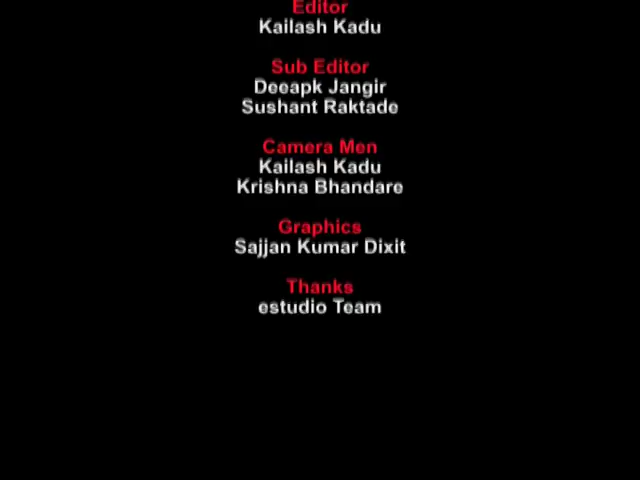 Editor
Kailash Kadu
Sub Editor
Deeapk Jangir
Sushant Raktade
Camera Men
Kailash Kadu
Krishna Bhandare
Graphics
Sajjan Kumar Dixit
Thanks
estudio Team